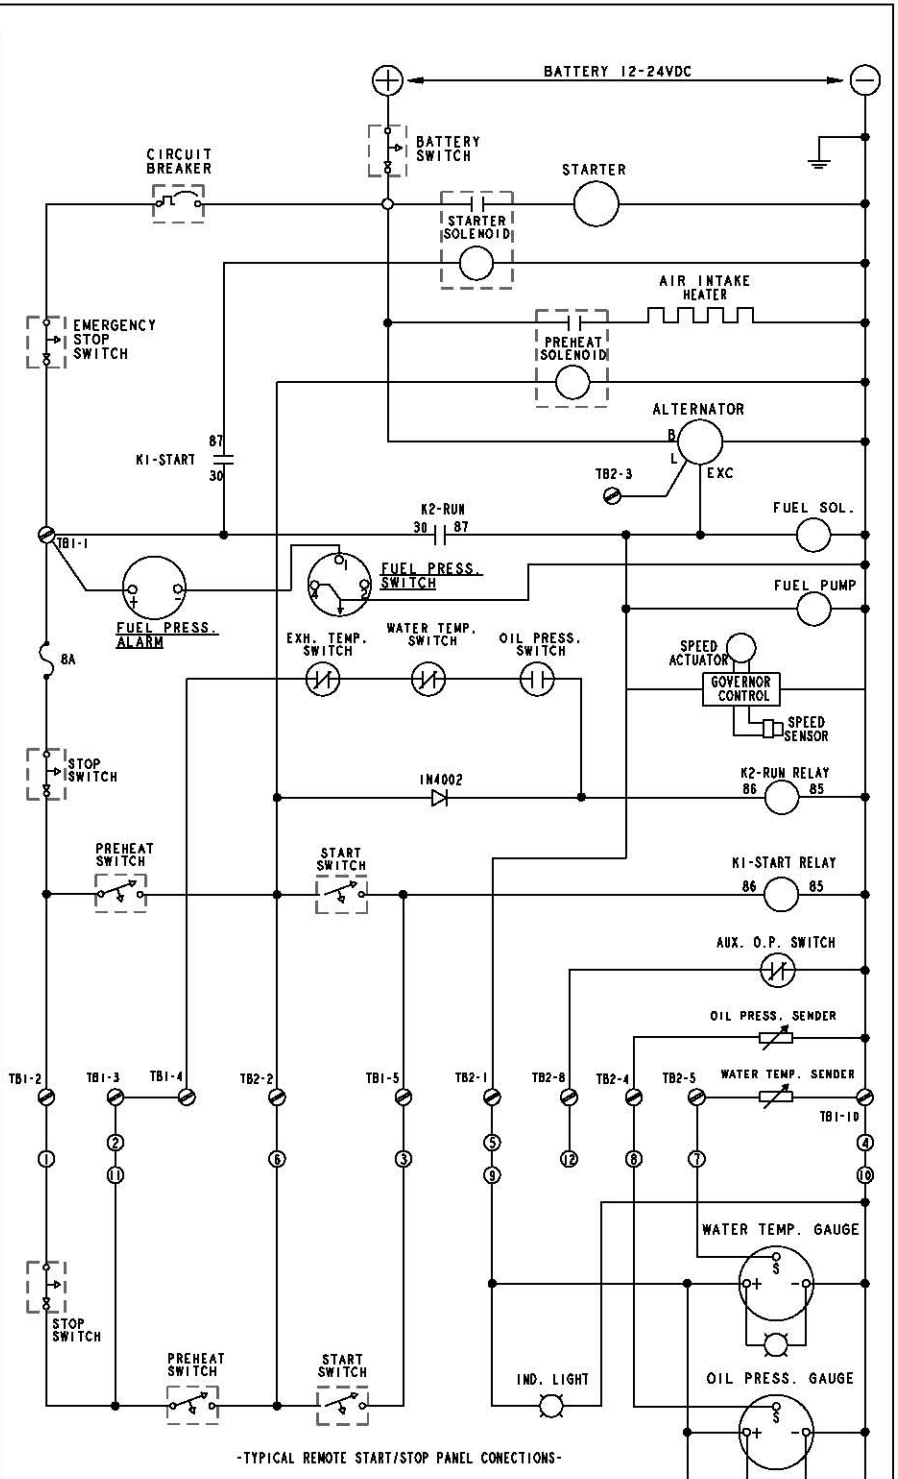 BATTERY 12-24VDC
+
-
BATTERY
SWITCH
CIRCUIT
BREAKER
STARTER
STARTER
SOLENOID
AIR INTAKE
HEATER
EMERGENCY
STOP
SWITCH
PREHEAT
SOLENOID
ALTERNATOR
87
B
K1-START
L
30
TB2-3
EXC
K2-RUN
30 87
FUEL SOL.
TB1-1
1
FUEL PRESS.
SWITCH
4
2
+
-
FUEL PUMP
FUEL PRESS.
ALARM
EXH. TEMP.
SWITCH
WATER TEMP.
SWITCH
OIL PRESS.
SWITCH
SPEED
ACTUATOR
8A
GOVERNOR
CONTROL
SPEED
SENSOR
STOP
SWITCH
1N4002
K2-RUN RELAY
86 85
PREHEAT
SWITCH
START
SWITCH
K1-START RELAY
86 85
AUX. O.P. SWITCH
OIL PRESS. SENDER
WATER TEMP. SENDER
TB1-2 TB1-3 TB1-4 TB2-2 TB1-5 TB2-1 TB2-8 TB2-4 TB2-5
TB1-10
2 5 4
1 6 3 12 8 7
11 9 10
WATER TEMP. GAUGE
S
+ -
STOP
SWITCH
PREHEAT
SWITCH
START
SWITCH
IND. LIGHT
OIL PRESS. GAUGE
S
+ -
-TYPICAL REMOTE START/STOP PANEL CONECTIONS-